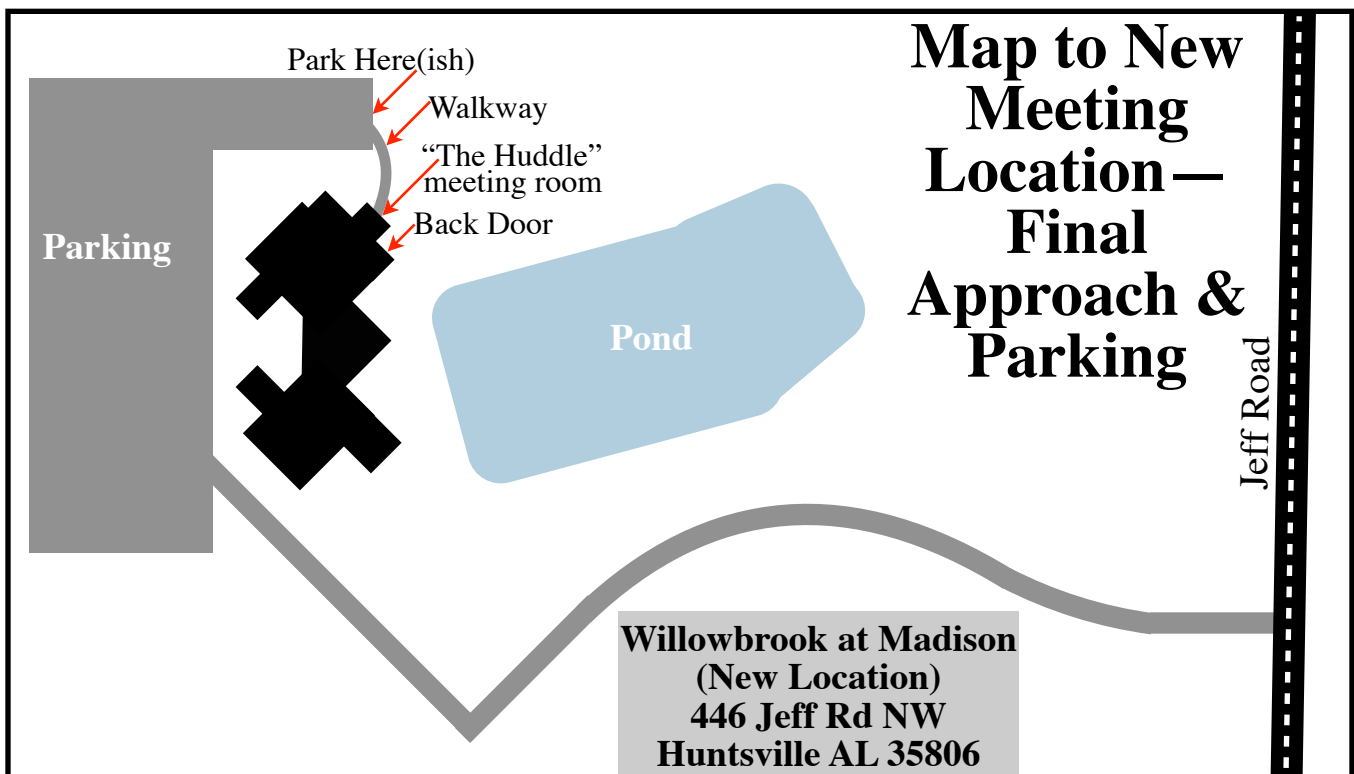 Map to New
Meeting
Location—
Final
Approach &
Parking
Park Here(ish)
Walkway
“The Huddle”
meeting room
Back Door
Parking
Pond
Jeff Road
Willowbrook at Madison
(New Location)
446 Jeff Rd NW
Huntsville AL 35806